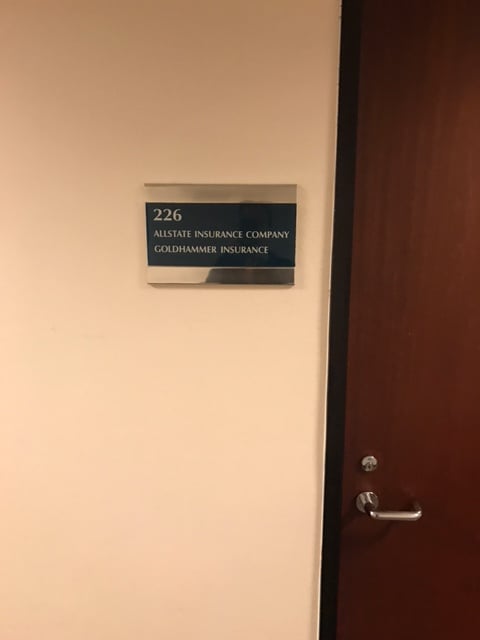 226
ALLSTATE INSURANCE COMPANY
GOLDHAMMER INSURANCE